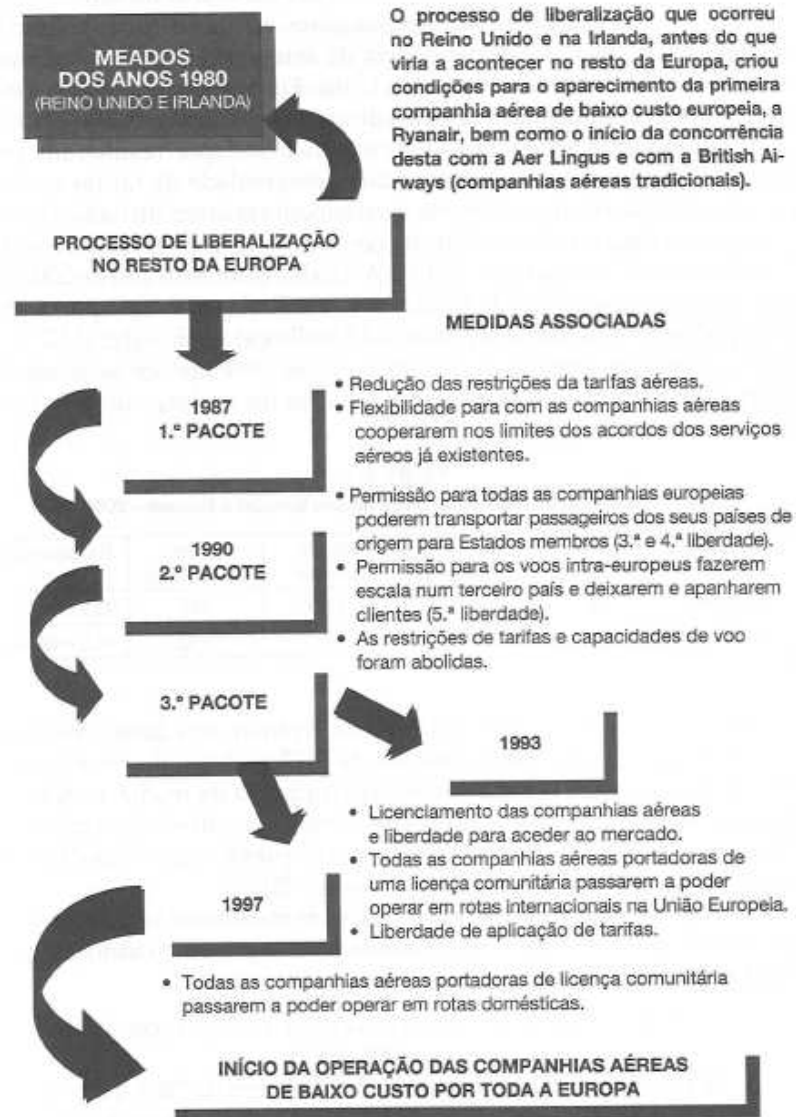 MEADOS
DOS ANOS 1980
(REINO UNIDO E IRLANDA)
O processo de liberalização que ocorreu
no Reino Unido e na Irlanda, antes do que
viria a acontecer no resto da Europa, criou
condições para o aparecimento da primeira
companhia aérea de baixo custo europeia, a
Ryanair, bem como o início da concorrência
desta com a Aer Lingus e com a British Ai-
rways (companhias aéreas tradicionais).
PROCESSO DE LIBERALIZAÇÃO
NO RESTO DA EUROPA
MEDIDAS ASSOCIADAS
1987
1.º PACOTE
• Redução das restrições da tarifas aéreas.
• Flexibilidade para com as companhias aéreas
cooperarem nos limites dos acordos dos serviços
aéreos já existentes.
1990
2.º PACOTE
• Permissão para todas as companhias europeias
poderem transportar passageiros dos seus países de
origem para Estados membros (3.ª e 4.ª liberdade).
• Permissão para os voos intra-europeus fazerem
escala num terceiro país e deixarem e apanharem
clientes (5.ª liberdade).
• As restrições de tarifas e capacidades de voo
foram abolidas.
3.º PACOTE
1993
• Licenciamento das companhias aéreas
e liberdade para aceder ao mercado.
• Todas as companhias aéreas portadoras de
uma licença comunitária passarem a poder
operar em rotas internacionais na União Europeia.
• Liberdade de aplicação de tarifas.
1997
• Todas as companhias aéreas portadoras de licença comunitária
passarem a poder operar em rotas domésticas.
INÍCIO DA OPERAÇÃO DAS COMPANHIAS AÉREAS
DE BAIXO CUSTO POR TODA A EUROPA